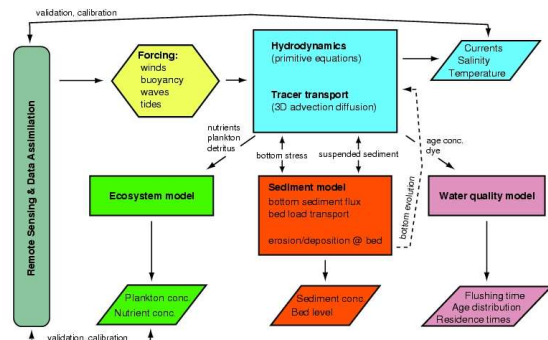 validation, calibration
Remote Sensing & Data Assimilation
Forcing:
winds
buoyancy
waves
tides
Hydrodynamics
(primitive equations)
Tracer transport
(3D advection diffusion)
Currents
Salinity
Temperature
nutrients
plankton
detritus
bottom stress
suspended sediment
age conc.
dye
bottom evolution
Ecosystem model
Sediment model
bottom sediment flux
bed load transport
erosion/deposition @ bed
Water quality model
Plankton conc.
Nutrient conc.
Sediment conc.
Bed level
Flushing time
Age distribution
Residence times
validation, calibration